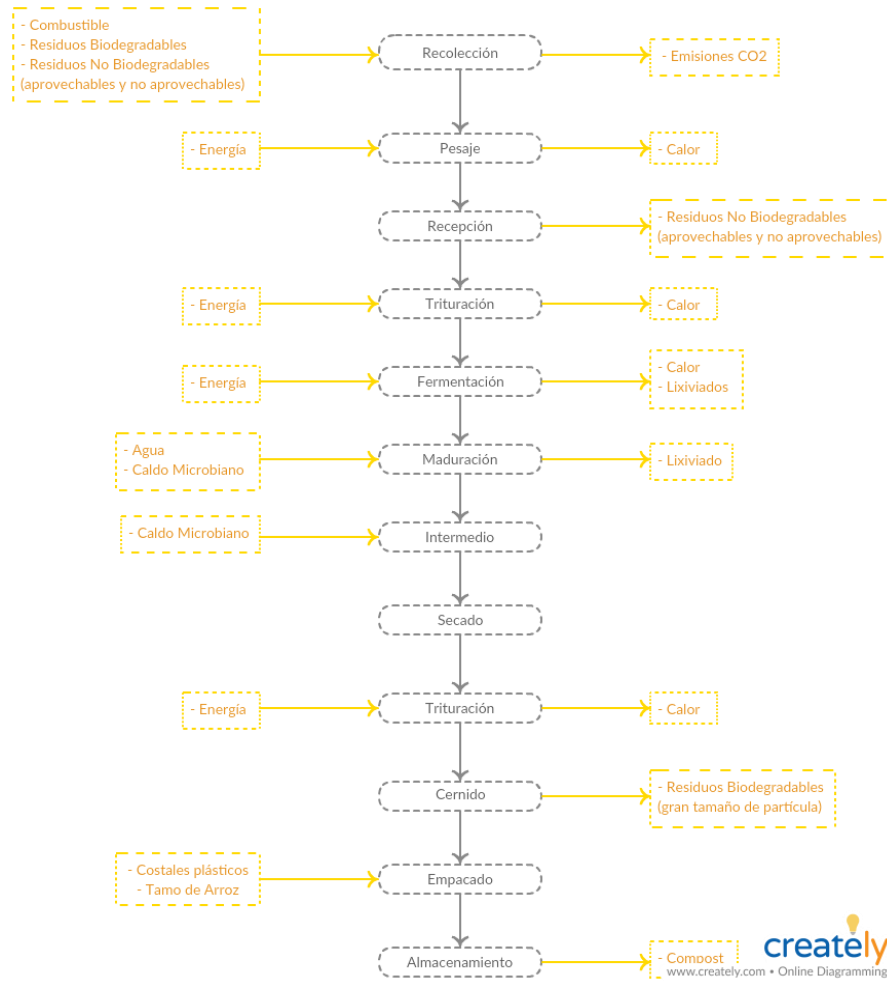 - Combustible
- Residuos Biodegradables
- Residuos No Biodegradables
(aprovechables y no aprovechables)
Recolección
- Emisiones CO2
- Energía
Pesaje
- Calor
Recepción
- Residuos No Biodegradables
(aprovechables y no aprovechables)
- Energía
Trituración
- Calor
- Energía
Fermentación
- Calor
- Lixiviados
- Agua
- Caldo Microbiano
Maduración
- Lixiviado
- Caldo Microbiano
Intermedio
Secado
- Energía
Trituración
- Calor
Cernido
- Residuos Biodegradables
(gran tamaño de partícula)
- Costales plásticos
- Tamo de Arroz
Empacado
Almacenamiento
- Compost
creately
www.creately.com • Online Diagramming